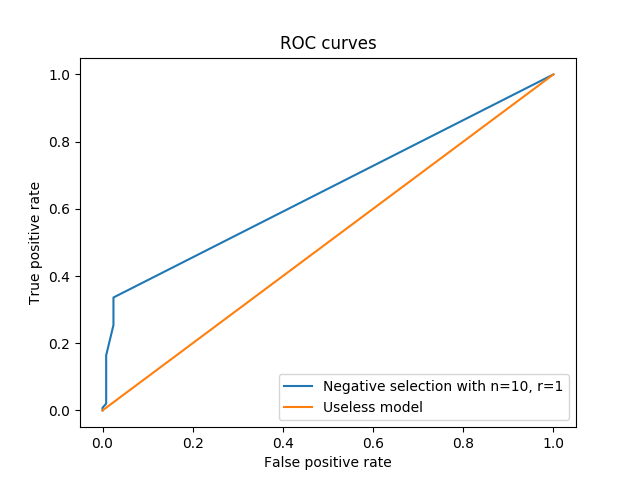 ROC curves
True positive rate
1.0
0.8
0.6
0.4
0.2
0.0
Negative selection with n=10, r=1
Useless model
0.0 0.2 0.4 0.6 0.8 1.0
False positive rate